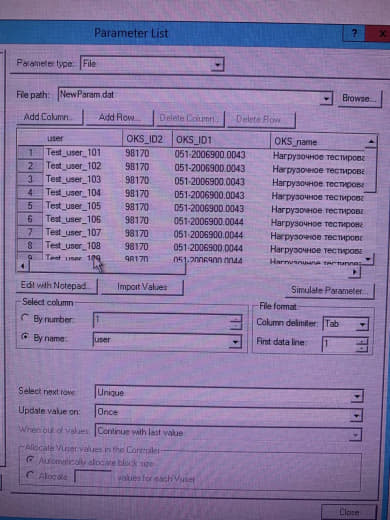 Parameter List
? x
Parameter type: File
File path: NewParam.dat Browse...
Add Column... Add Row... Delete Column... Delete Row...
user OKS_ID2 OKS_ID1 OKS_name
1 Test_user_101 98170 051-2006900.0043 Нагрузочное тестирова
2 Test_user_102 98170 051-2006900.0043 Нагрузочное тестирова
3 Test_user_103 98170 051-2006900.0043 Нагрузочное тестирова
4 Test_user_104 98170 051-2006900.0043 Нагрузочное тестирова
5 Test_user_105 98170 051-2006900.0043 Нагрузочное тестирова
6 Test_user_106 98170 051-2006900.0044 Нагрузочное тестирова
7 Test_user_107 98170 051-2006900.0044 Нагрузочное тестирова
8 Test_user_108 98170 051-2006900.0044 Нагрузочное тестирова
9 Test_user_109 98170 051-2006900.0044 Нагрузочное тестирова
Edit with Notepad... Import Values Simulate Parameter...
Select column File format
By number: 1 Column delimiter: Tab
By name: user First data line: 1
Select next row: Unique
Update value on: Once
When out of values: Continue with last value
Allocate Vuser values in the Controller
Automatically allocate block size
Allocate values for each Vuser
Close